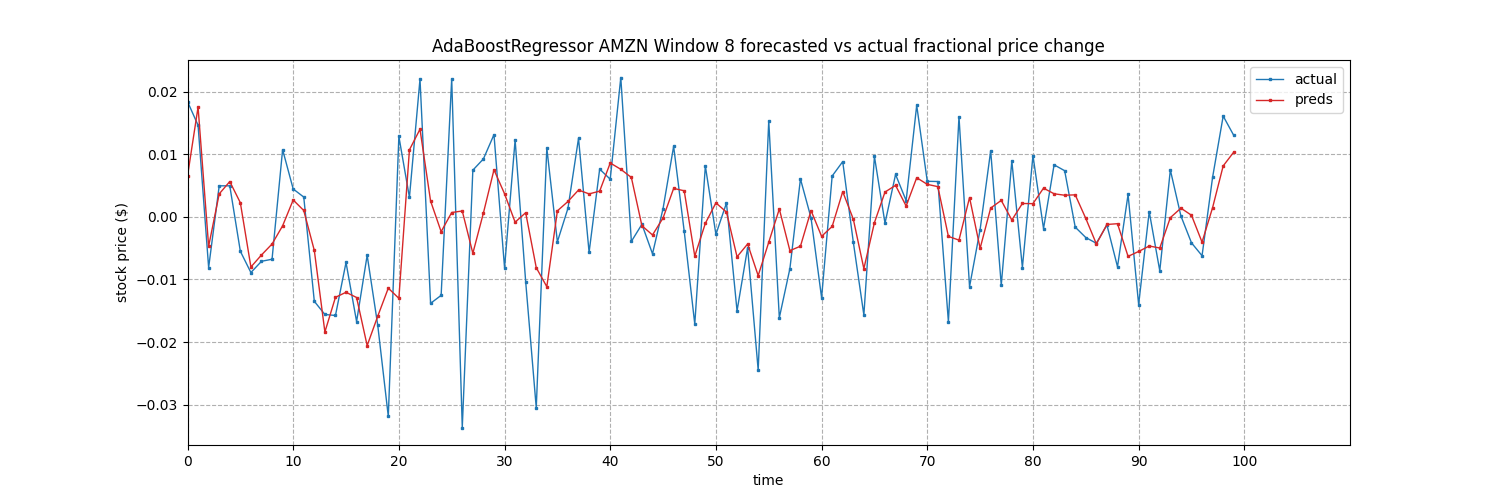 AdaBoostRegressor AMZN Window 8 forecasted vs actual fractional price change
actual
preds
0.02
0.01
0.00
−0.01
−0.02
−0.03
stock price ($)
0 10 20 30 40 50 60 70 80 90 100
time